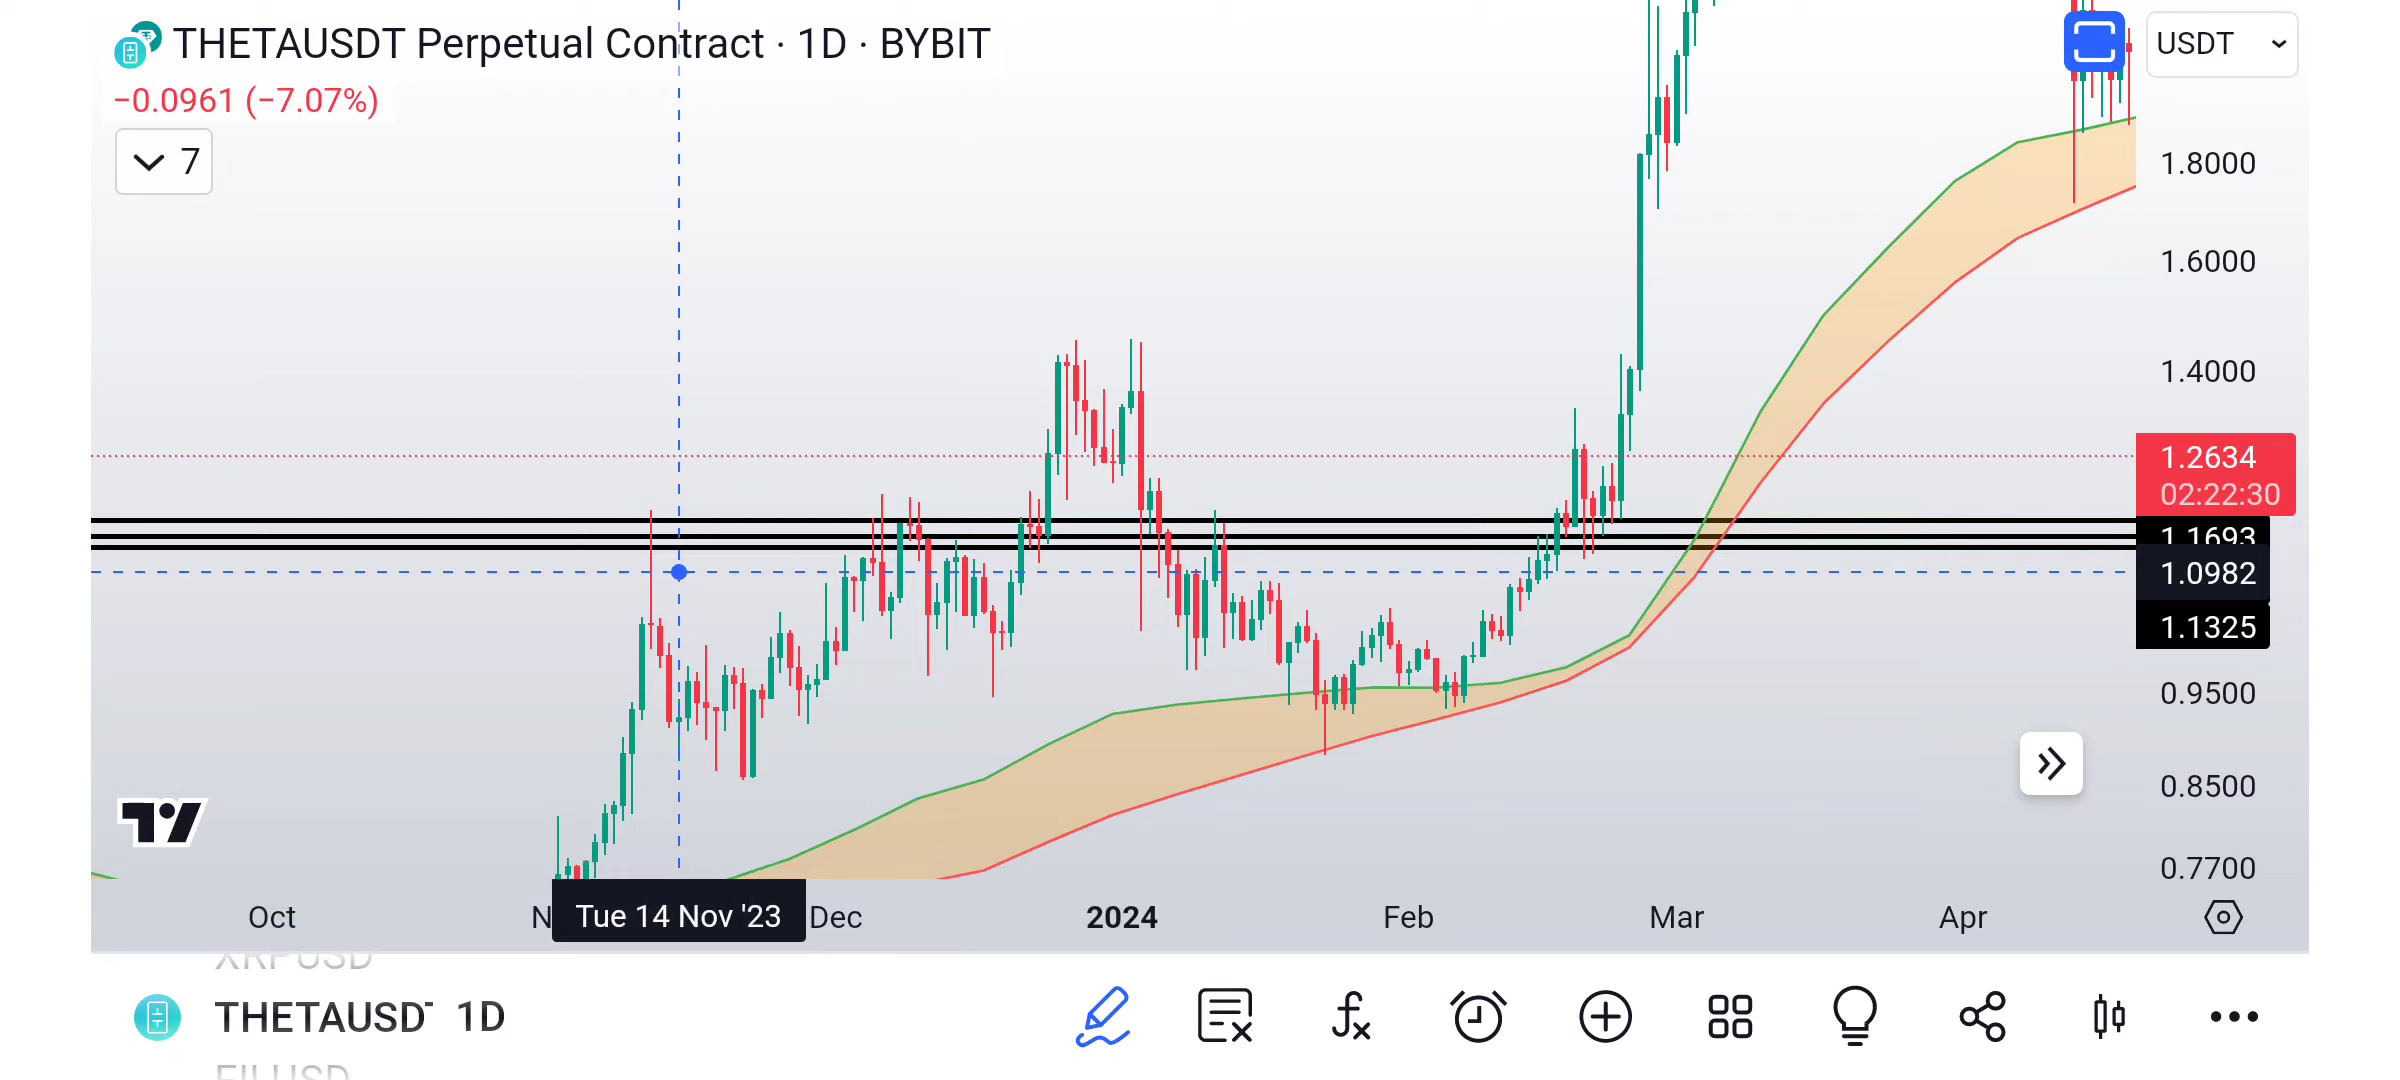 THETAUSDT Perpetual Contract · 1D · BYBIT
USDT
−0.0961 (−7.07%)
7
1.8000
1.6000
1.4000
1.2634
02:22:30
1.1693
1.0982
1.1325
0.9500
0.8500
0.7700
Oct
Tue 14 Nov '23
Dec
2024
Feb
Mar
Apr
XRPUSD
THETAUSD 1D
FILUSD